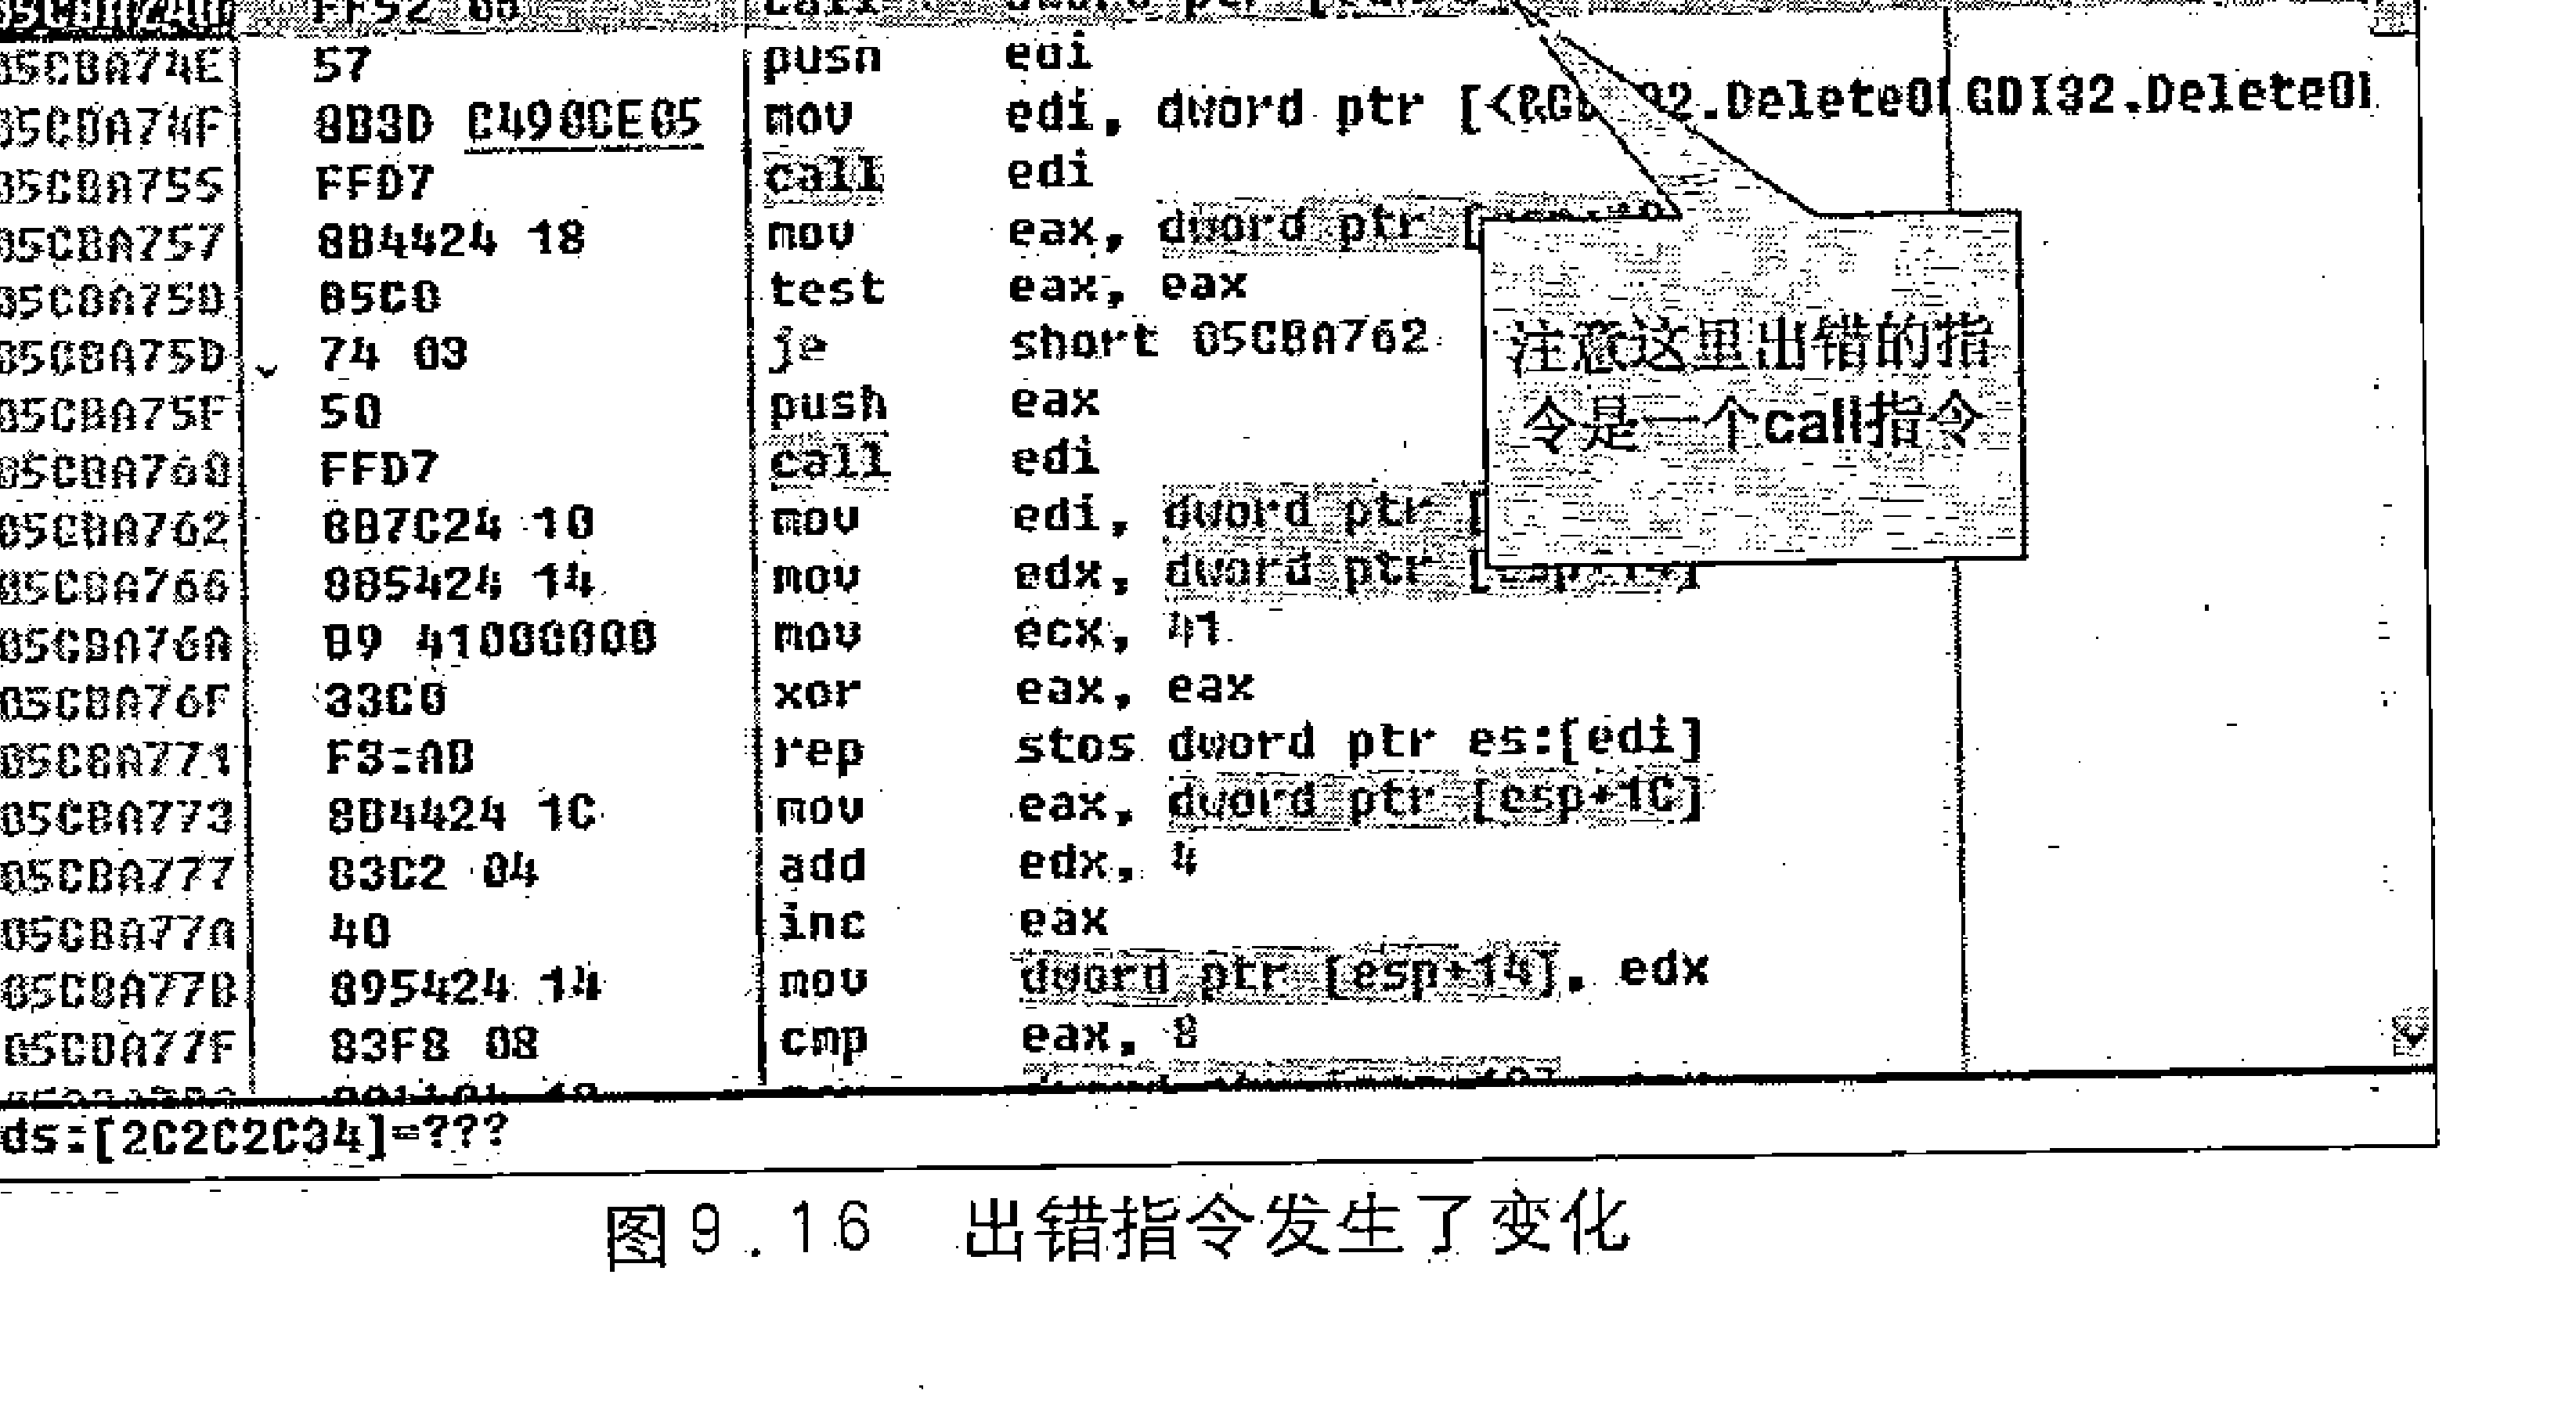 call dword ptr
05CBA74E 57 push edi
05CBA74F 8B3D C490CE05 mov edi, dword ptr [<&GDI32.DeleteO GDI32.DeleteO
05CBA755 FFD7 call edi
05CBA757 8B4424 18 mov eax, dword ptr [
05CBA75B 85C0 test eax, eax
05CBA75D 74 03 je short 05CBA762
05CBA75F 50 push eax
05CBA760 FFD7 call edi
05CBA762 8B7C24 10 mov edi, dword ptr [
05CBA766 8B5424 14 mov edx, dword ptr [esp+14]
05CBA76A B9 41000000 mov ecx, 41
05CBA76F 33C0 xor eax, eax
05CBA771 F3:AB rep stos dword ptr es:[edi]
05CBA773 8B4424 1C mov eax, dword ptr [esp+1C]
05CBA777 83C2 04 add edx, 4
05CBA77A 40 inc eax
05CBA77B 895424 14 mov dword ptr [esp+14], edx
05CBA77F 83F8 08 cmp eax, 8
注意这里出错的指
令是一个call指令
ds:[2C2C2C34]=???
图9.16 出错指令发生了变化